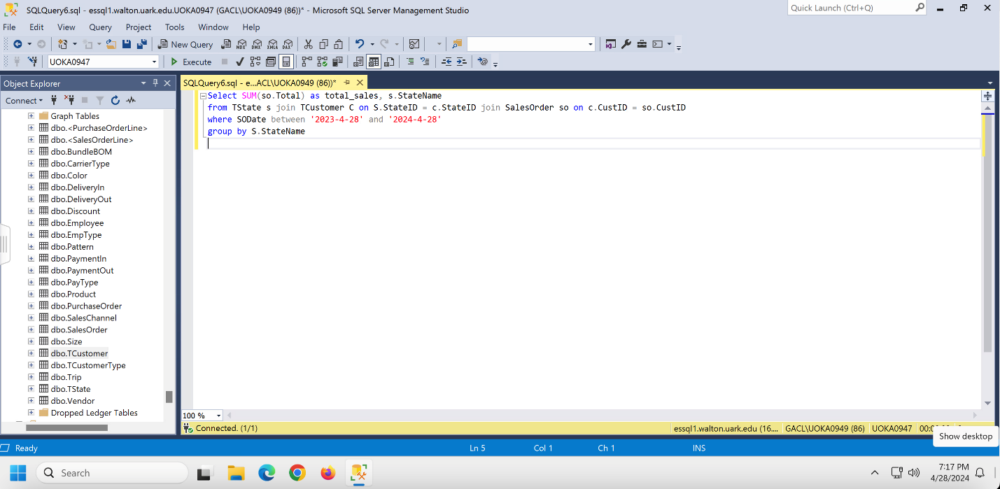 SQLQuery6.sql - essql1.walton.uark.edu.UOKA0947 (GACL\UOKA0949 (86))* - Microsoft SQL Server Management Studio
Quick Launch (Ctrl+Q)
File Edit View Query Project Tools Window Help
New Query
MDX DMX XMLA DAX
UOKA0947
Execute
Object Explorer
SQLQuery6.sql - e...ACL\UOKA0949 (86))*
Connect
Graph Tables
dbo.<PurchaseOrderLine>
dbo.<SalesOrderLine>
dbo.BundleBOM
dbo.CarrierType
dbo.Color
dbo.DeliveryIn
dbo.DeliveryOut
dbo.Discount
dbo.Employee
dbo.EmpType
dbo.Pattern
dbo.PaymentIn
dbo.PaymentOut
dbo.PayType
dbo.Product
dbo.PurchaseOrder
dbo.SalesChannel
dbo.SalesOrder
dbo.Size
dbo.TCustomer
dbo.TCustomerType
dbo.Trip
dbo.TState
dbo.Vendor
Dropped Ledger Tables
Select SUM(so.Total) as total_sales, s.StateName
from TState s join TCustomer C on S.StateID = c.StateID join SalesOrder so on c.CustID = so.CustID
where SODate between '2023-4-28' and '2024-4-28'
group by S.StateName
100 %
Connected. (1/1)
essql1.walton.uark.edu (16.... GACL\UOKA0949 (86) UOKA0947
Show desktop
Ready Ln 5 Col 1 Ch 1 INS
Search
7:17 PM
4/28/2024